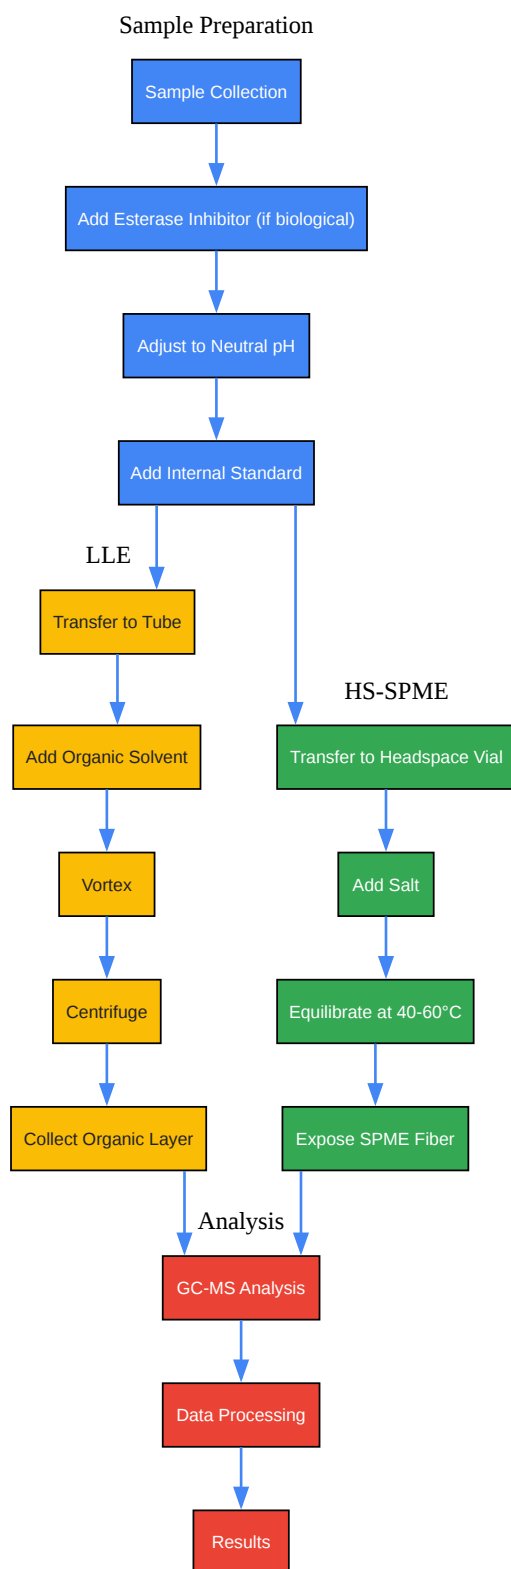 Sample Preparation
Sample Collection
Add Esterase Inhibitor (if biological)
Adjust to Neutral pH
Add Internal Standard
LLE
Transfer to Tube
Add Organic Solvent
Vortex
Centrifuge
Collect Organic Layer
HS-SPME
Transfer to Headspace Vial
Add Salt
Equilibrate at 40-60°C
Expose SPME Fiber
Analysis
GC-MS Analysis
Data Processing
Results